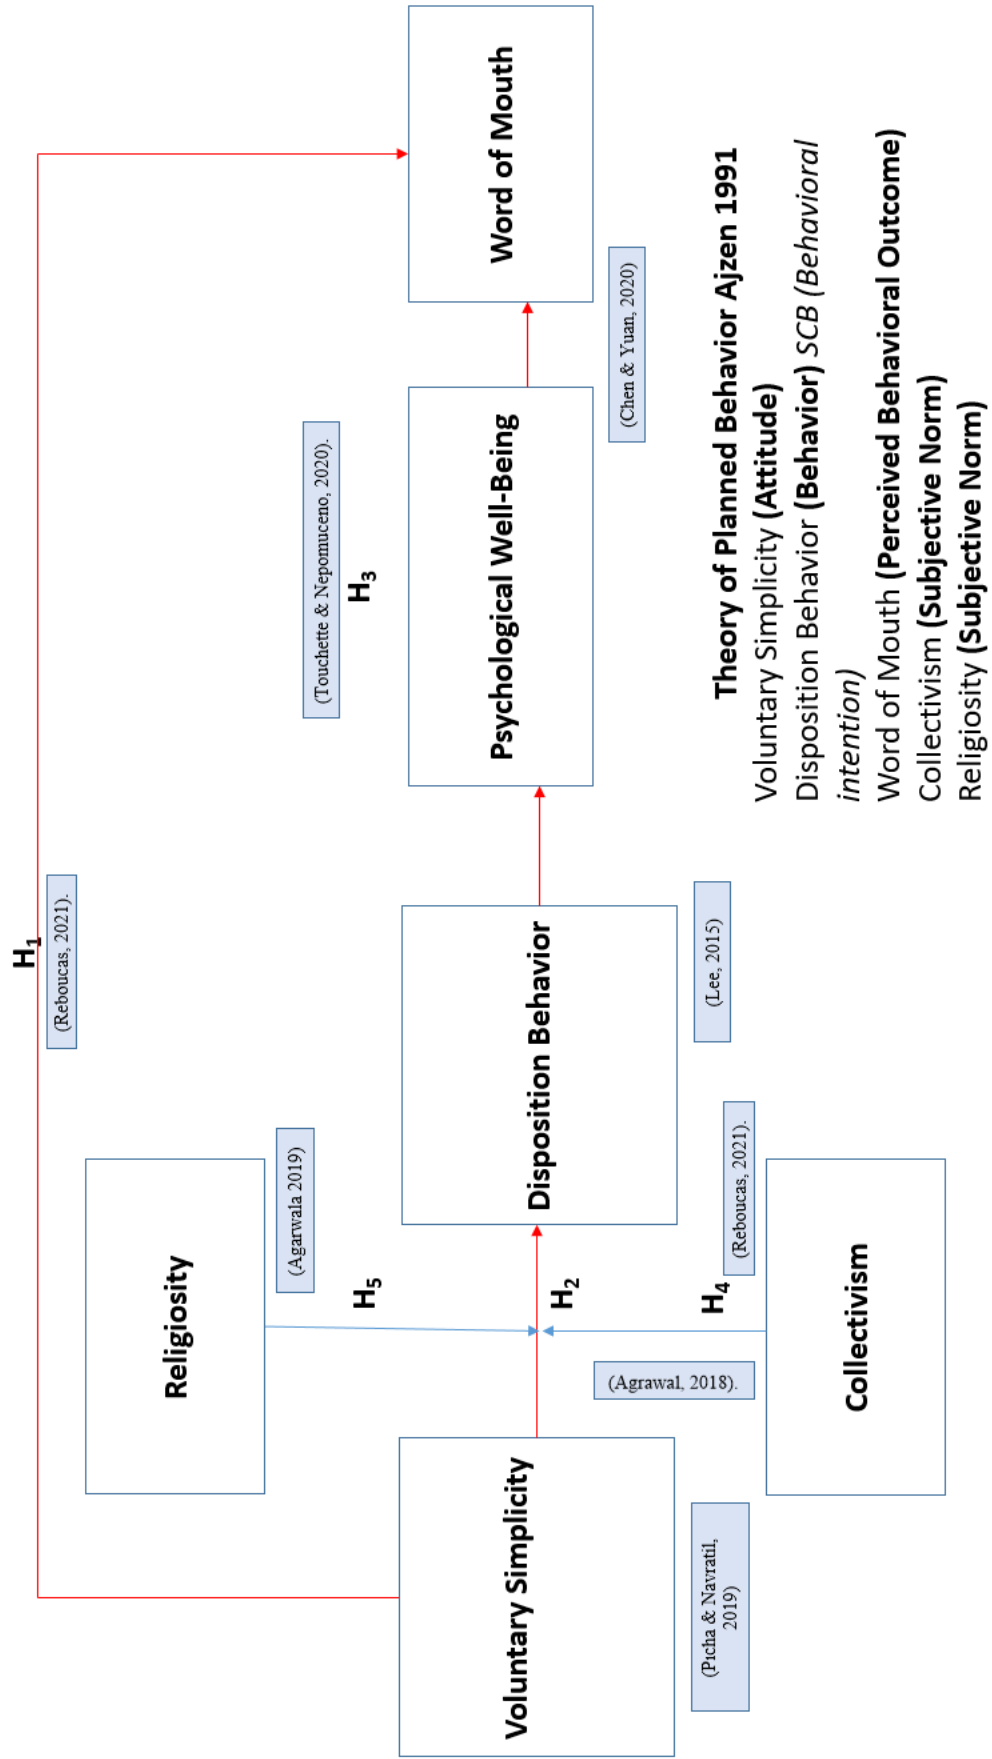 H1
(Reboucas, 2021).
Religiosity
(Agarwala 2019)
H5
(Touchette & Nepomuceno, 2020).
H3
Voluntary Simplicity
H2
Disposition Behavior
Psychological Well-Being
Word of Mouth
(Picha & Navratil,
2019)
(Agrawal, 2018).
H4
(Reboucas, 2021).
(Lee, 2015)
(Chen & Yuan, 2020)
Collectivism
Theory of Planned Behavior Ajzen 1991
Voluntary Simplicity (Attitude)
Disposition Behavior (Behavior) SCB (Behavioral
intention)
Word of Mouth (Perceived Behavioral Outcome)
Collectivism (Subjective Norm)
Religiosity (Subjective Norm)